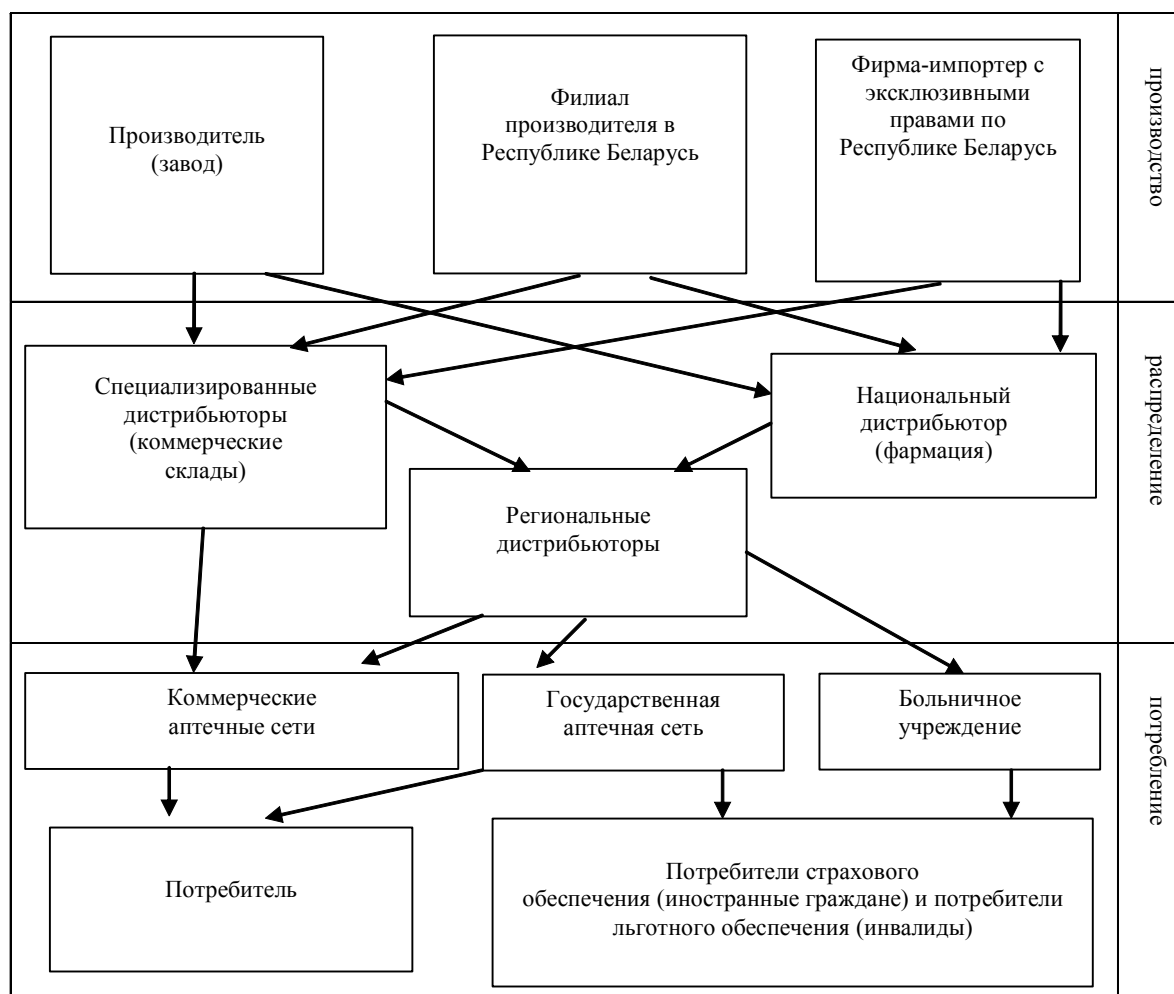 Производитель
(завод)
Филиал
производителя в
Республике Беларусь
Фирма-импортер с
эксклюзивными
правами по
Республике Беларусь
производство
Специализированные
дистрибьюторы
(коммерческие
склады)
Национальный
дистрибьютор
(фармация)
Региональные
дистрибьюторы
распределение
Коммерческие
аптечные сети
Государственная
аптечная сеть
Больничное
учреждение
Потребитель
Потребители страхового
обеспечения (иностранные граждане) и потребители
льготного обеспечения (инвалиды)
потребление